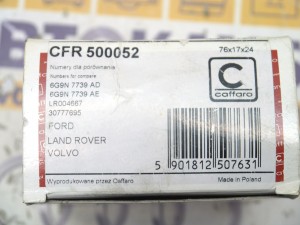 CFR 500052
76x17x24
Numery dla porównania
Numbers for compare
6G9N 7739 AD
6G9N 7739 AE
LR004667
30777695
C
caffaro
FORD
LAND ROVER
VOLVO
5 901812 507631
Wyprodukowane przez Caffaro
Made in Poland